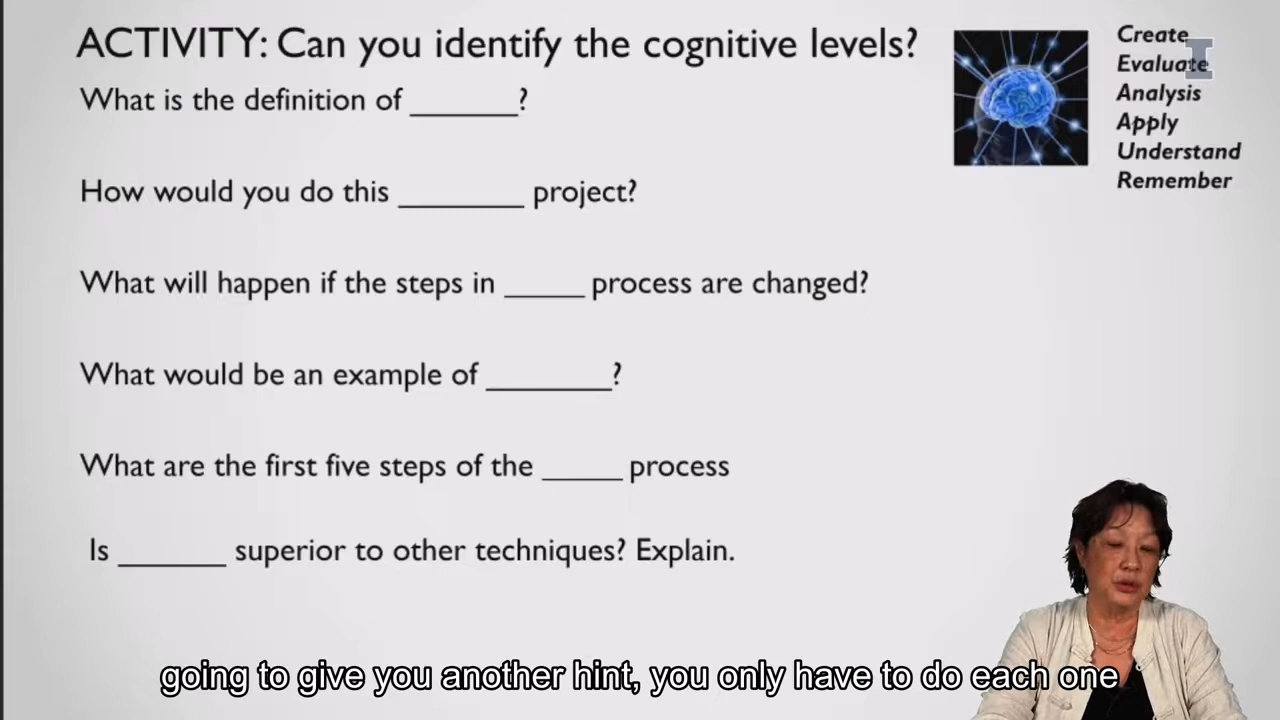 ACTIVITY: Can you identify the cognitive levels?
What is the definition of _______?
How would you do this ________ project?
What will happen if the steps in _____ process are changed?
What would be an example of ________?
What are the first five steps of the _____ process
Is _______ superior to other techniques? Explain.
Create
Evaluate
Analysis
Apply
Understand
Remember
I
going to give you another hint, you only have to do each one